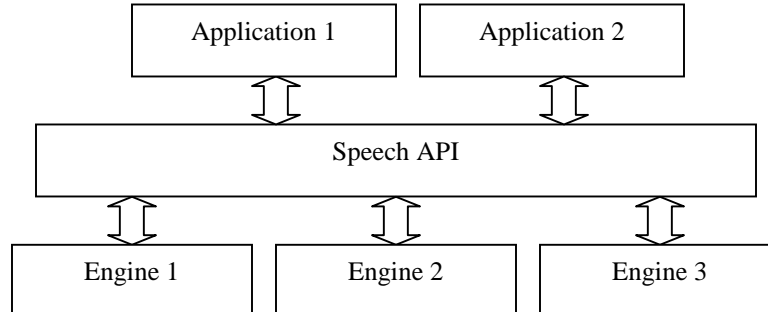 Application 1
Application 2
Speech API
Engine 1
Engine 2
Engine 3